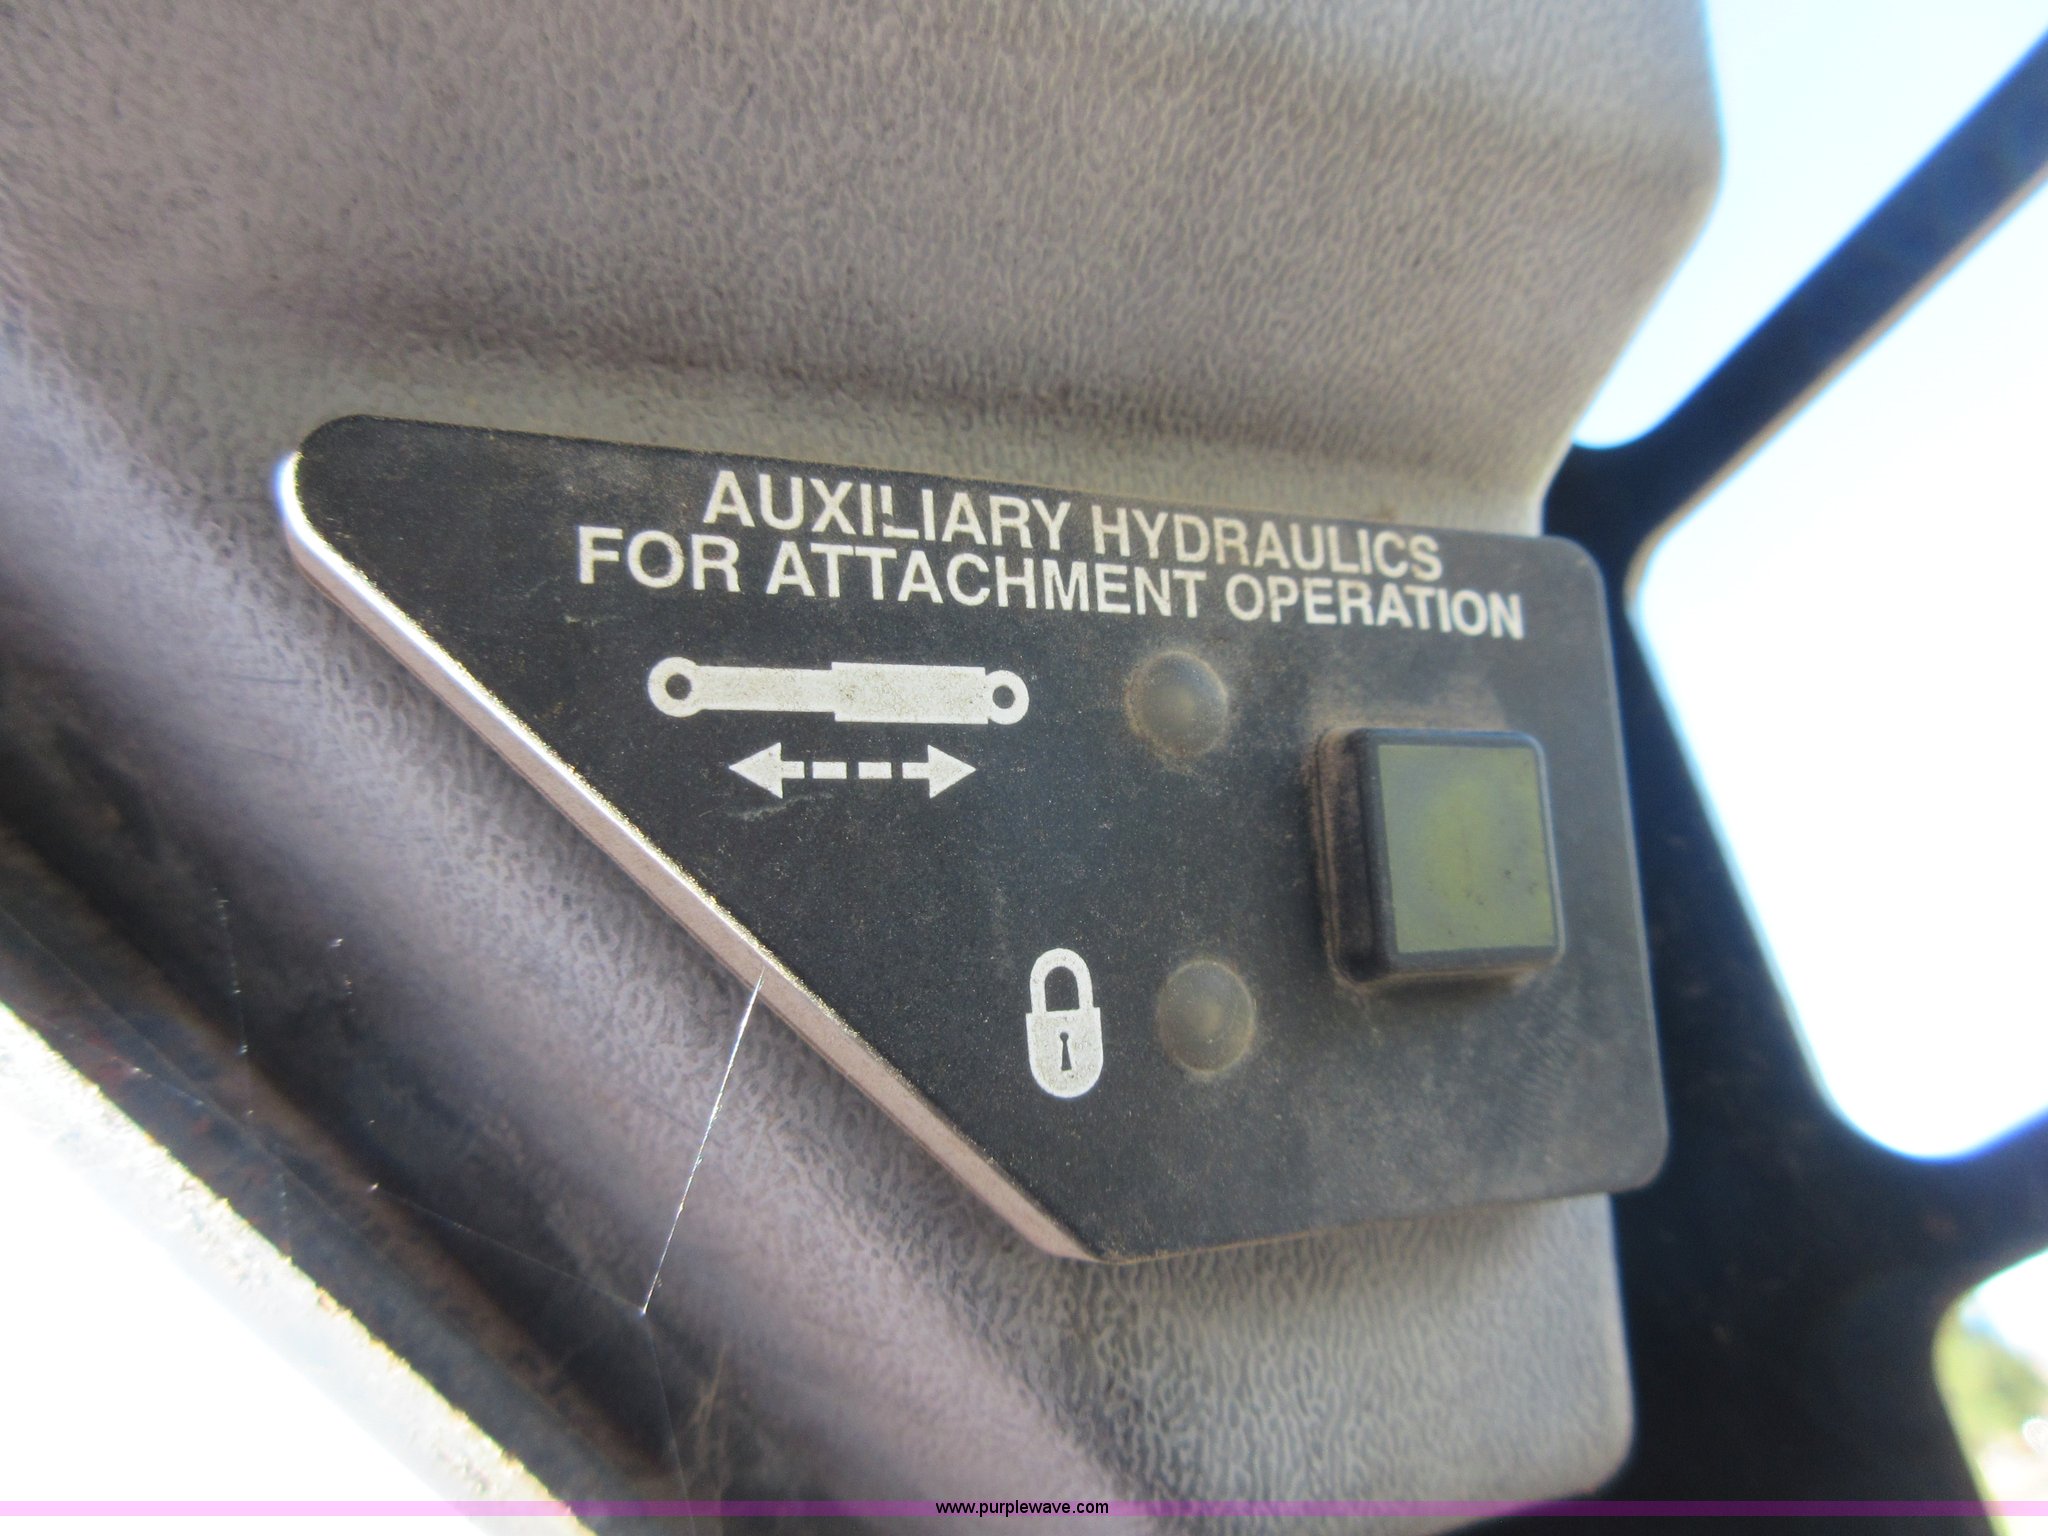 AUXILIARY HYDRAULICS
FOR ATTACHMENT OPERATION
www.purplewave.com